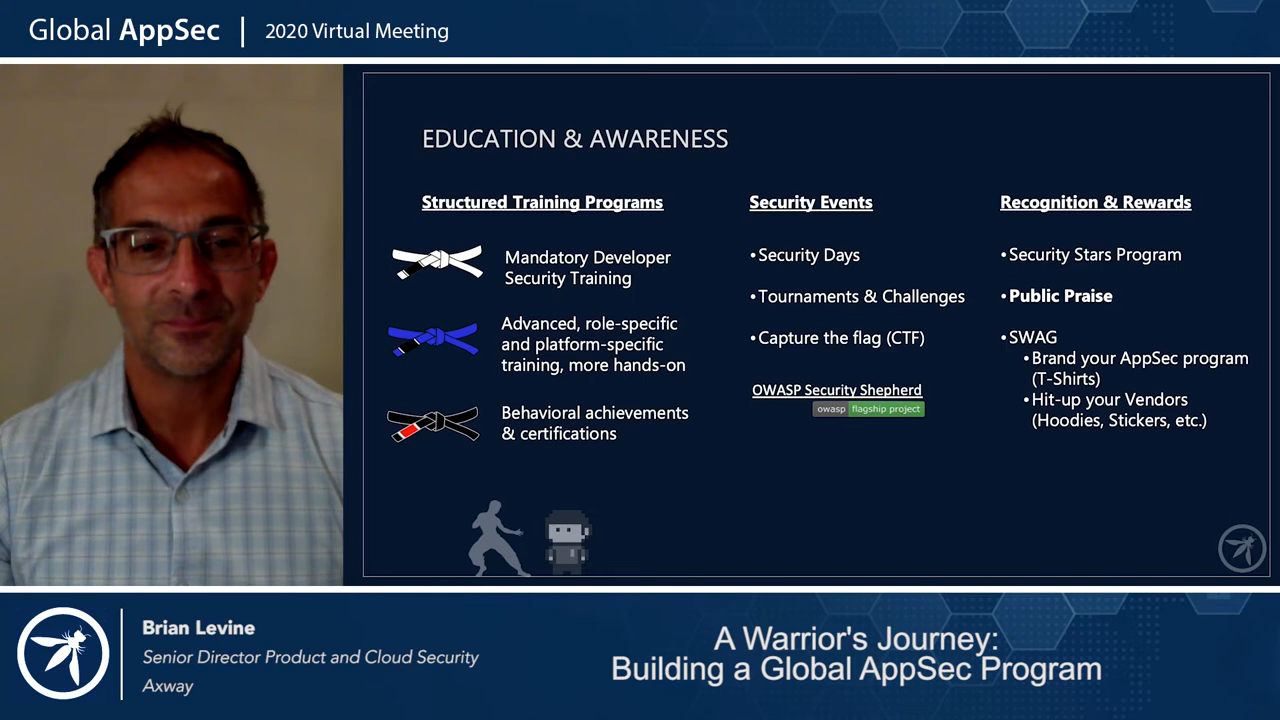 Global AppSec | 2020 Virtual Meeting
EDUCATION & AWARENESS
Structured Training Programs
Mandatory Developer
Security Training
Advanced, role-specific
and platform-specific
training, more hands-on
Behavioral achievements
& certifications
Security Events
•Security Days
•Tournaments & Challenges
•Capture the flag (CTF)
OWASP Security Shepherd
owasp flagship project
Recognition & Rewards
•Security Stars Program
•Public Praise
•SWAG
•Brand your AppSec program
(T-Shirts)
•Hit-up your Vendors
(Hoodies, Stickers, etc.)
Brian Levine
Senior Director Product and Cloud Security
Axway
A Warrior's Journey:
Building a Global AppSec Program